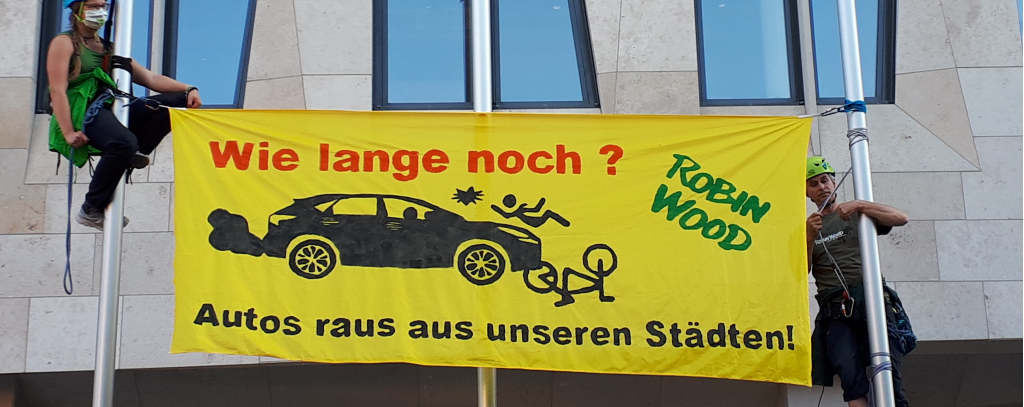 Wie lange noch ?
ROBIN
WOOD
Autos raus aus unseren Städten!